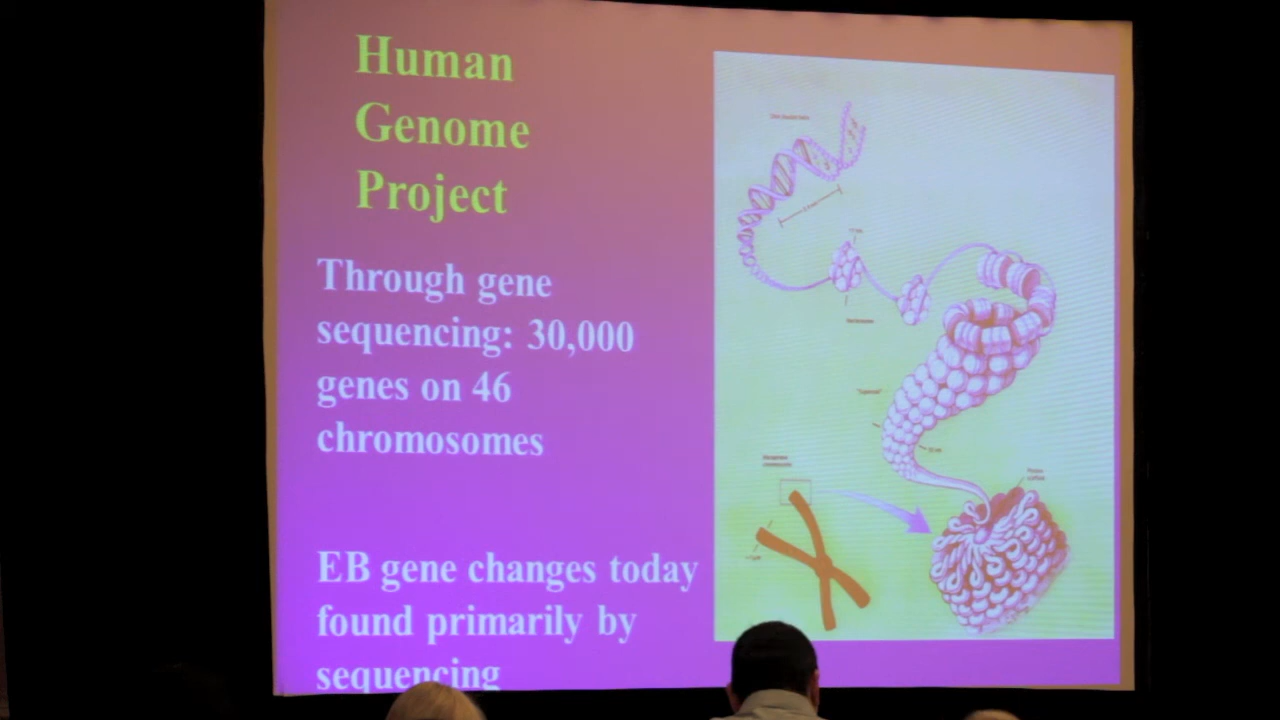 Human
Genome
Project
Through gene
sequencing: 30,000
genes on 46
chromosomes
EB gene changes today
found primarily by
sequencing